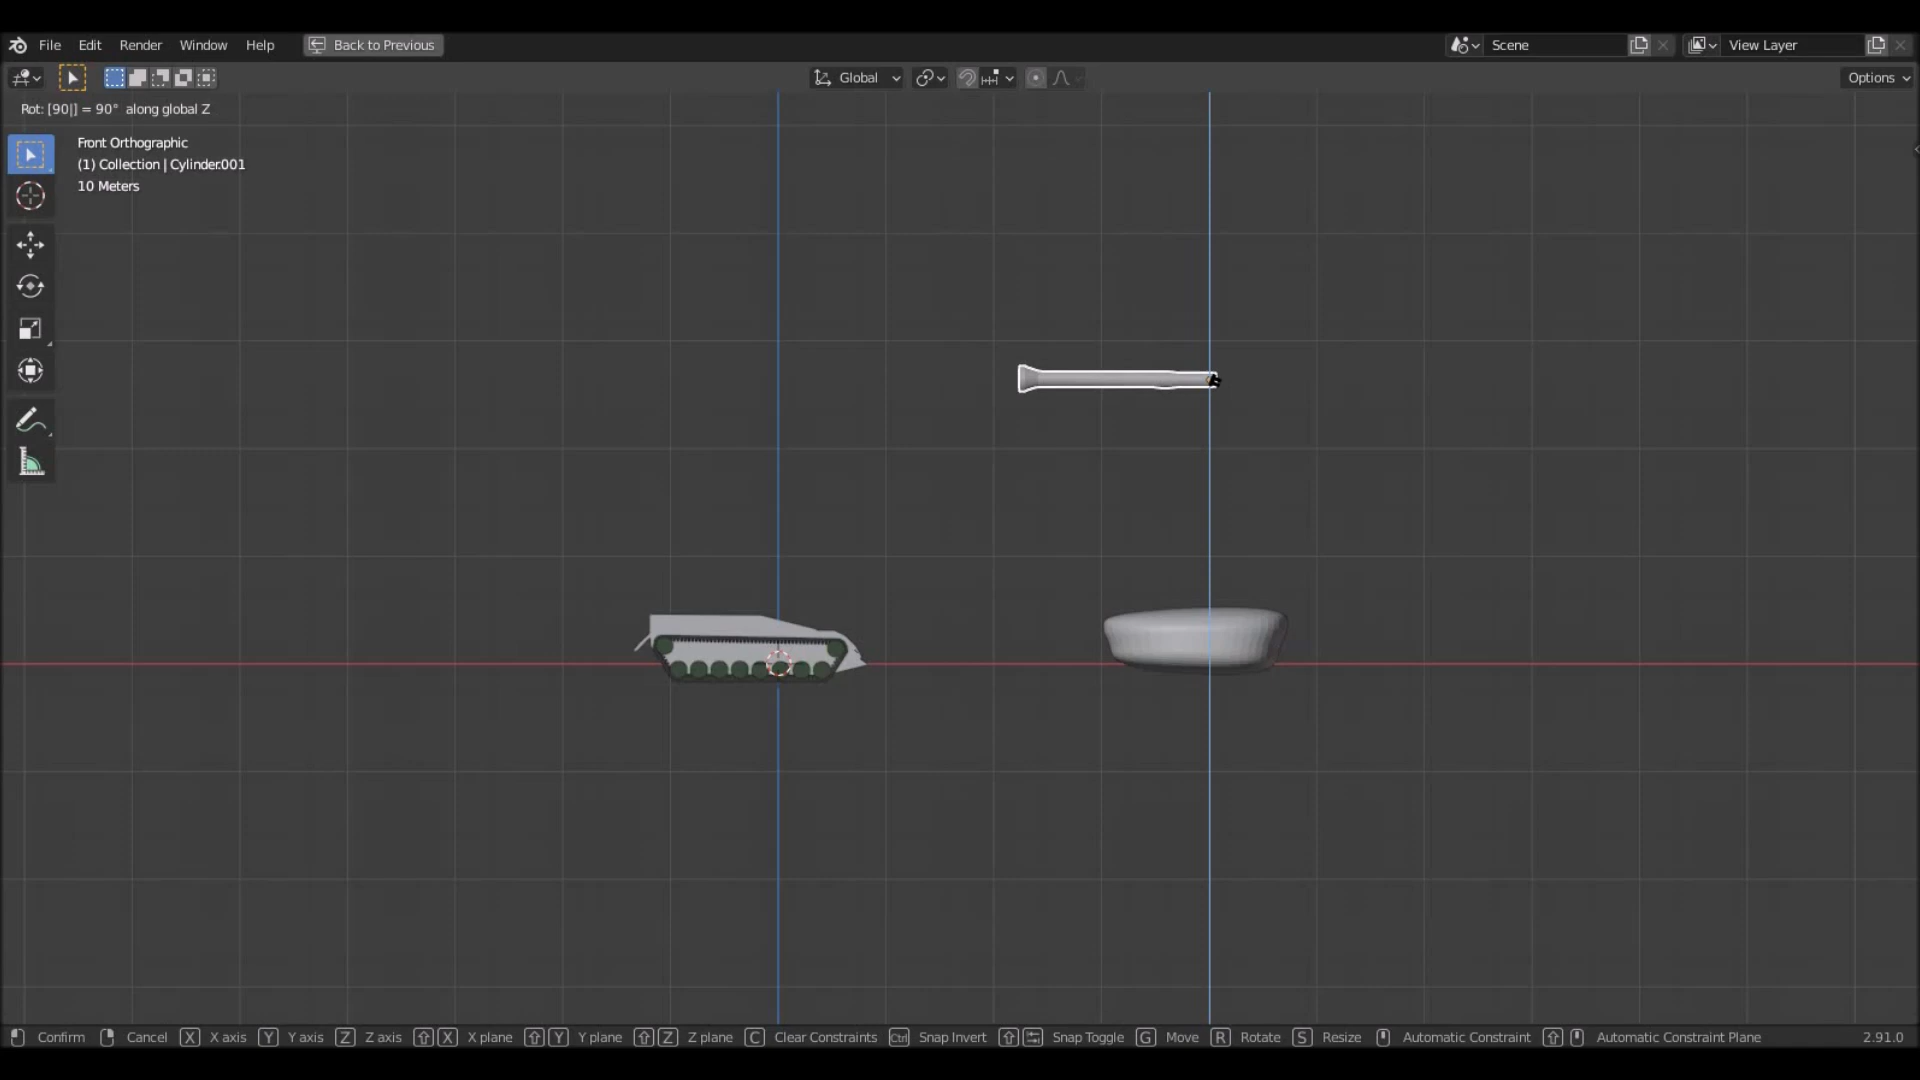 File Edit Render Window Help Back to Previous Scene View Layer
Global Options
Rot: [90|] = 90° along global Z
Front Orthographic
(1) Collection | Cylinder.001
10 Meters
Confirm Cancel X X axis Y Y axis Z Z axis X X plane Y Y plane Z Z plane C Clear Constraints Ctrl Snap Invert Snap Toggle G Move R Rotate S Resize Automatic Constraint Automatic Constraint Plane 2.91.0